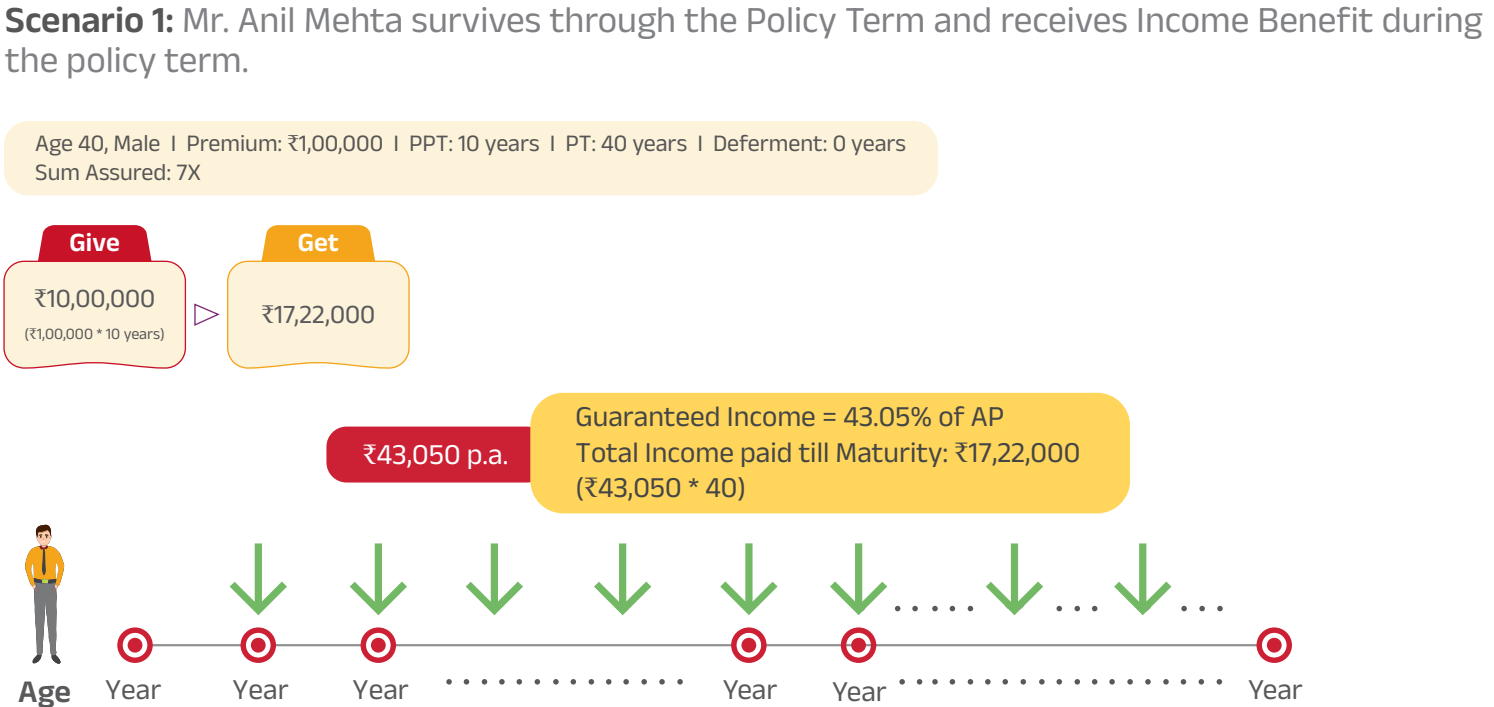 Scenario 1: Mr. Anil Mehta survives through the Policy Term and receives Income Benefit during
the policy term.
Age 40, Male I Premium: ₹1,00,000 I PPT: 10 years I PT: 40 years I Deferment: 0 years
Sum Assured: 7X
Give
₹10,00,000
(₹1,00,000 * 10 years)
Get
₹17,22,000
₹43,050 p.a.
Guaranteed Income = 43.05% of AP
Total Income paid till Maturity: ₹17,22,000
(₹43,050 * 40)
Age Year Year Year Year Year Year